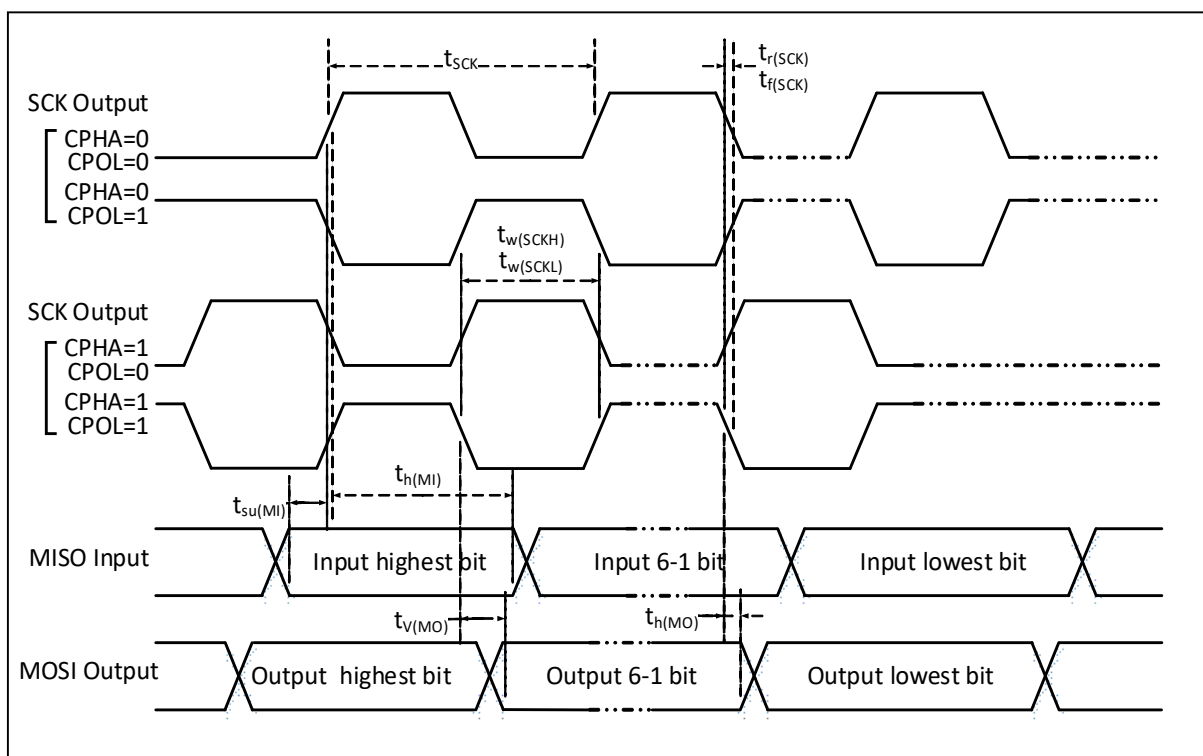 tSCK
tr(SCK)
tf(SCK)
SCK Output
CPHA=0
CPOL=0
CPHA=0
CPOL=1
tw(SCKH)
tw(SCKL)
SCK Output
CPHA=1
CPOL=0
CPHA=1
CPOL=1
tsu(MI)
th(MI)
MISO Input
Input highest bit
Input 6-1 bit
Input lowest bit
tV(MO)
th(MO)
MOSI Output
Output highest bit
Output 6-1 bit
Output lowest bit